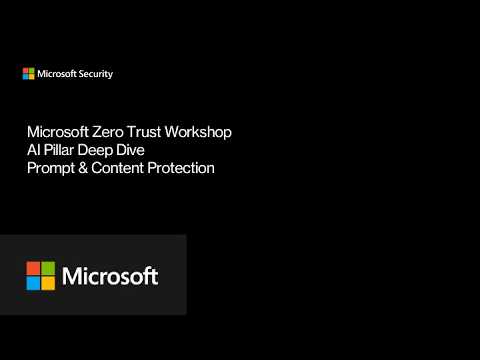 Microsoft Security
Microsoft Zero Trust Workshop
AI Pillar Deep Dive
Prompt & Content Protection
Microsoft